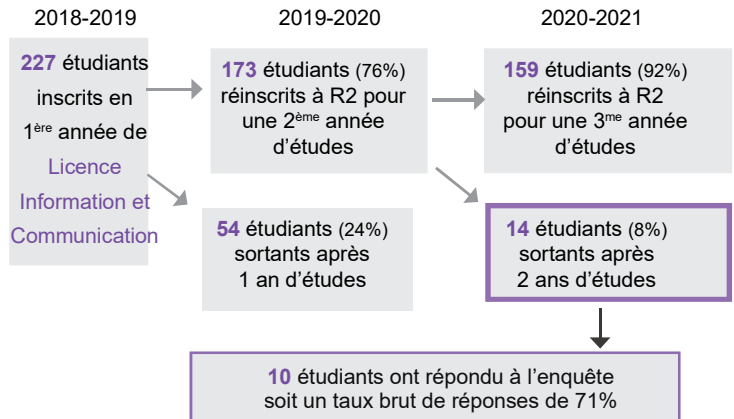 2018-2019
2019-2020
2020-2021
227 étudiants
inscrits en
1ère année de
Licence
Information et
Communication
173 étudiants (76%)
réinscrits à R2 pour
une 2ème année
d'études
159 étudiants (92%)
réinscrits à R2
pour une 3me année
d'études
54 étudiants (24%)
sortants après
1 an d'études
14 étudiants (8%)
sortants après
2 ans d'études
10 étudiants ont répondu à l'enquête
soit un taux brut de réponses de 71%